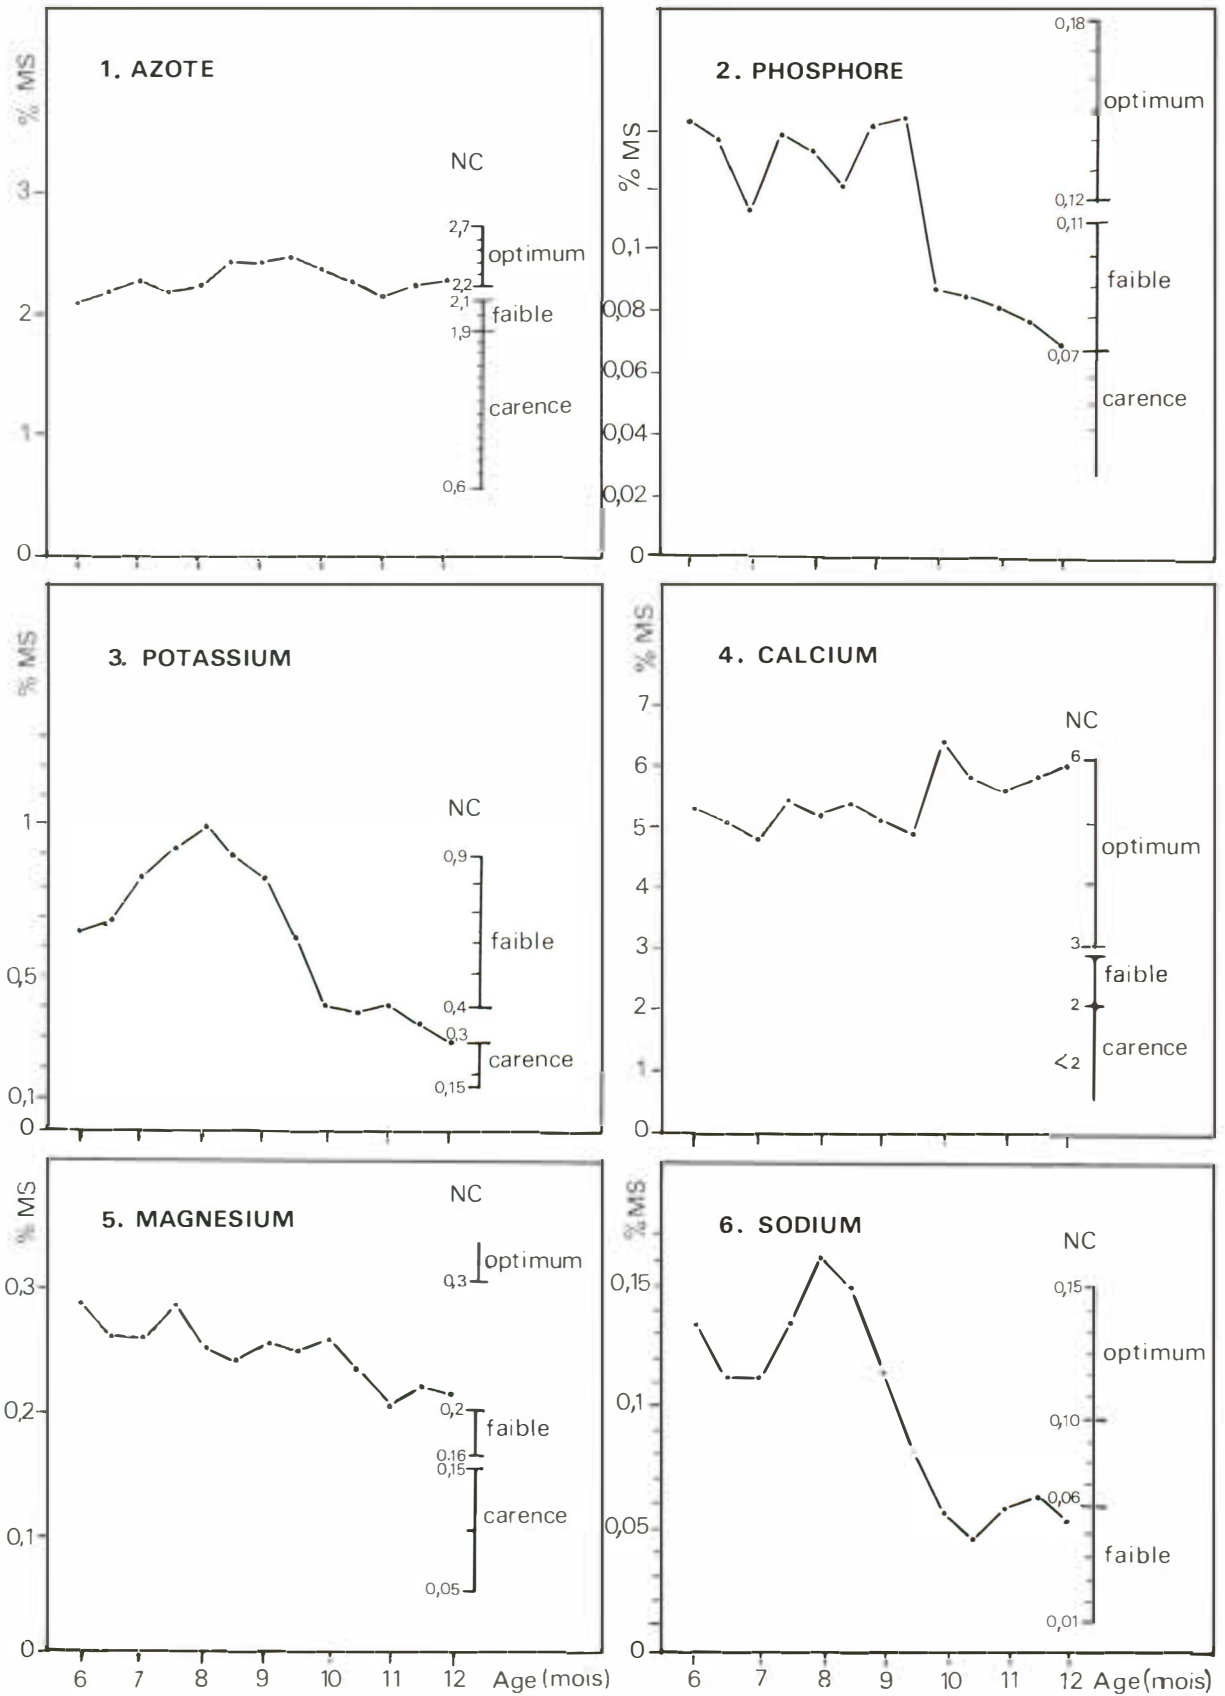 1. AZOTE
% MS
3
2
1
0
NC
2,7
optimum
2,2
2,1
faible
1,9
carence
0,6
2. PHOSPHORE
% MS
0,1
0,08
0,06
0,04
0,02
0
0,18
optimum
0,12
0,11
faible
0,07
carence
3. POTASSIUM
% MS
1
0,5
0,1
0
NC
0,9
faible
0,4
0,3
carence
0,15
4. CALCIUM
% MS
7
6
5
4
3
2
1
0
NC
6
optimum
3
faible
2
carence
<2
5. MAGNESIUM
% MS
0,3
0,2
0,1
0
NC
optimum
0,3
0,2
faible
0.16
0,15
carence
0,05
6 7 8 9 10 11 12 Age (mois)
6. SODIUM
% MS
0,15
0,1
0,05
0
NC
0,15
optimum
0,10
0,06
faible
0,01
6 7 8 9 10 11 12 Age (mois)